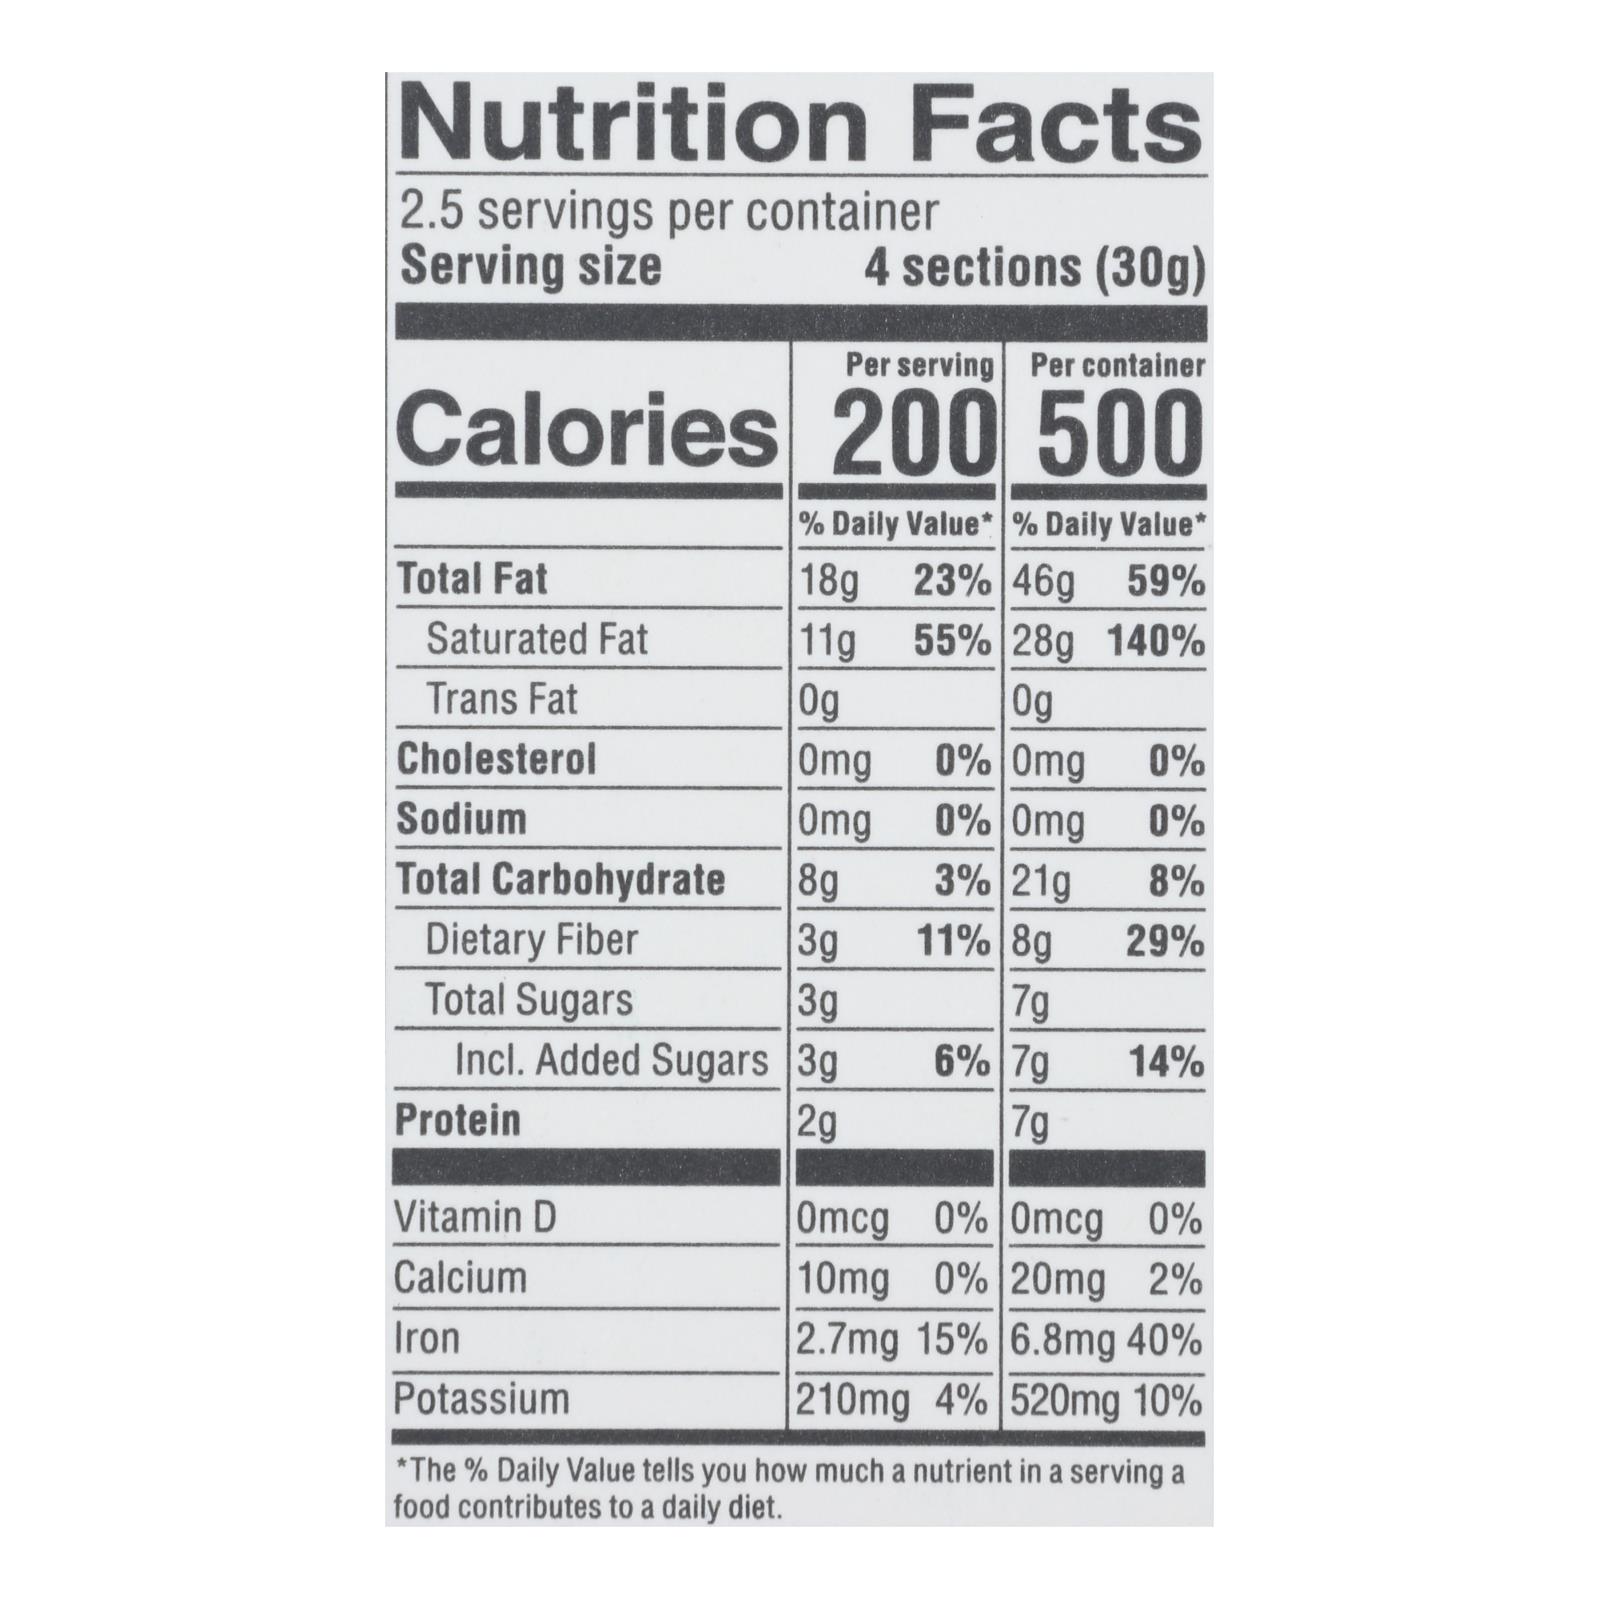 Nutrition Facts
2.5 servings per container
Serving size 4 sections (30g)
Per serving Per container
Calories 200 500
% Daily Value* % Daily Value*
Total Fat 18g 23% 46g 59%
Saturated Fat 11g 55% 28g 140%
Trans Fat 0g 0g
Cholesterol 0mg 0% 0mg 0%
Sodium 0mg 0% 0mg 0%
Total Carbohydrate 8g 3% 21g 8%
Dietary Fiber 3g 11% 8g 29%
Total Sugars 3g 7g
Incl. Added Sugars 3g 6% 7g 14%
Protein 2g 7g
Vitamin D 0mcg 0% 0mcg 0%
Calcium 10mg 0% 20mg 2%
Iron 2.7mg 15% 6.8mg 40%
Potassium 210mg 4% 520mg 10%
*The % Daily Value tells you how much a nutrient in a serving a
food contributes to a daily diet.